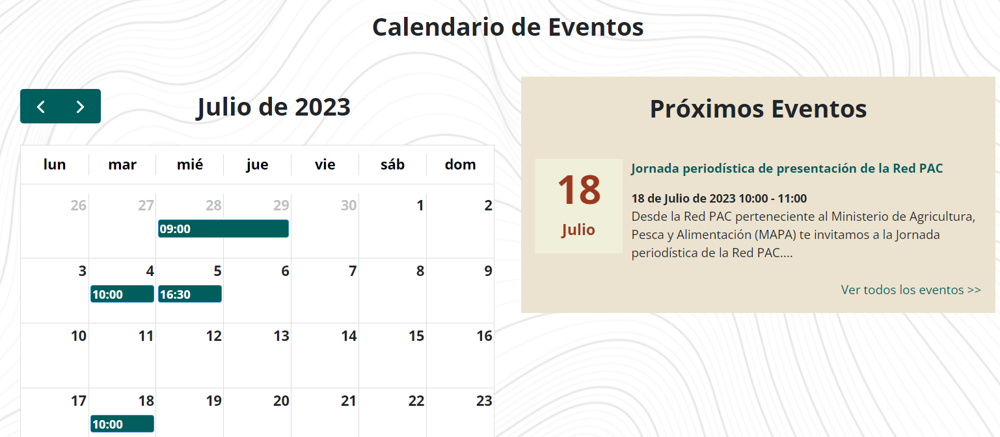 Calendario de Eventos
Julio de 2023
lun mar mié jue vie sáb dom
26 27 28 29 30 1 2
09:00
3 4 5 6 7 8 9
10:00 16:30
10 11 12 13 14 15 16
17 18 19 20 21 22 23
10:00
Próximos Eventos
18
Julio
Jornada periodística de presentación de la Red PAC
18 de Julio de 2023 10:00 - 11:00
Desde la Red PAC perteneciente al Ministerio de Agricultura,
Pesca y Alimentación (MAPA) te invitamos a la Jornada
periodística de la Red PAC....
Ver todos los eventos >>